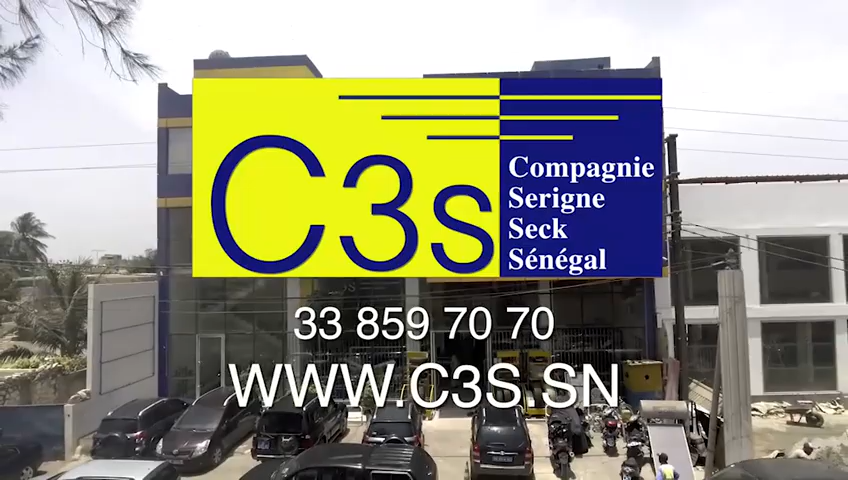 C3s
Compagnie
Serigne
Seck
Sénégal
33 859 70 70
WWW.C3S.SN